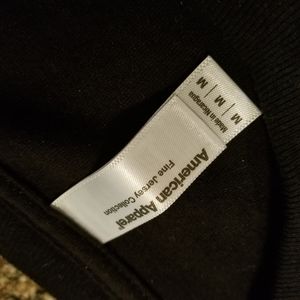 American Apparel
Fine Jersey Collection
M | M | M
Made in Nicaragua